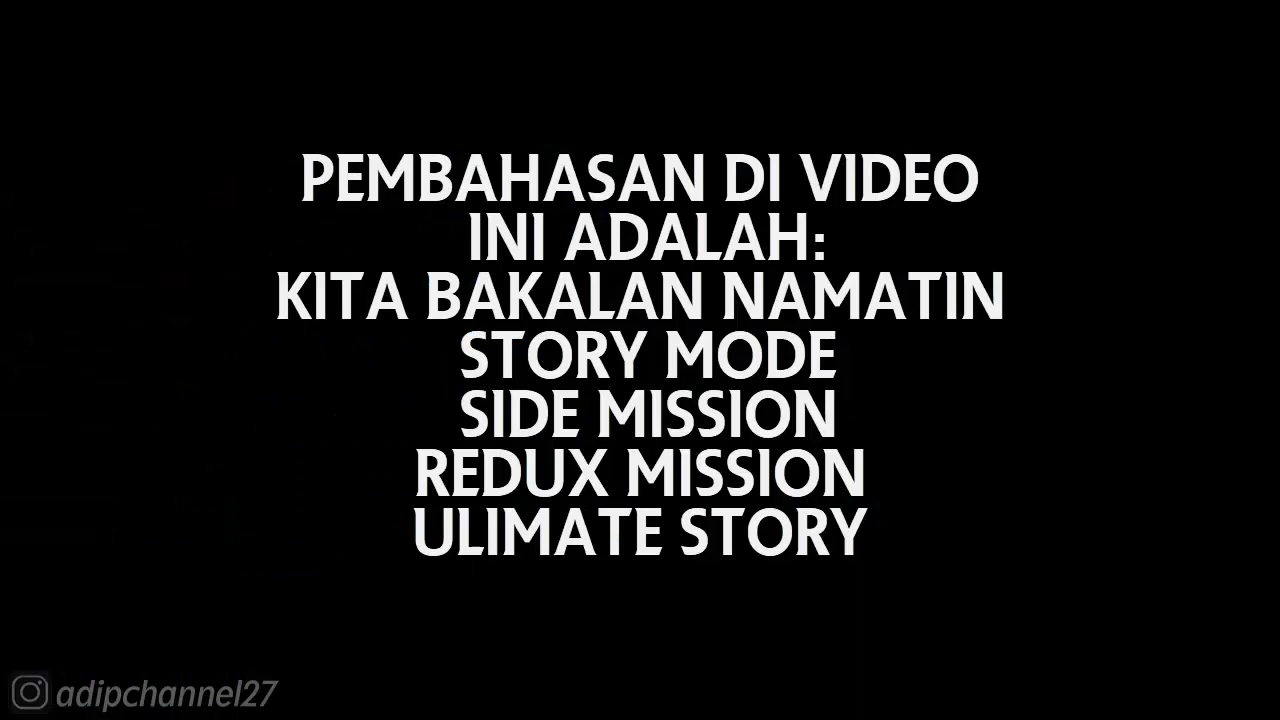 PEMBAHASAN DI VIDEO
INI ADALAH:
KITA BAKALAN NAMATIN
STORY MODE
SIDE MISSION
REDUX MISSION
ULIMATE STORY
adipchannel27